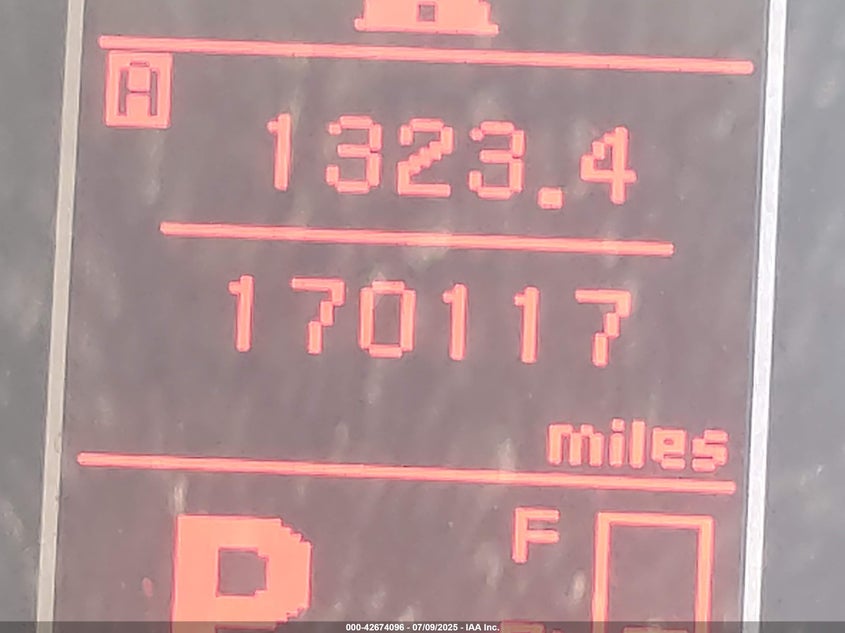 A
1323.4
170117
miles
P
F
000-42674096 - 07/09/2025 - IAA Inc.